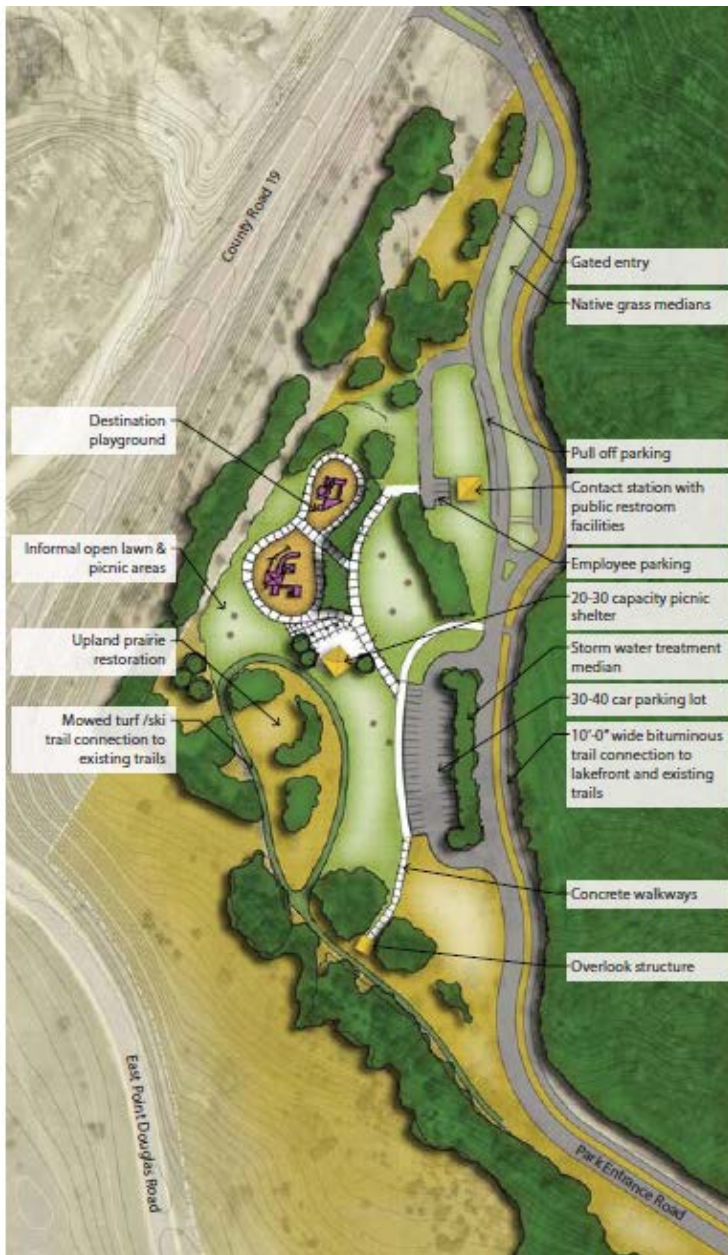 County Road 19
Gated entry
Native grass medians
Destination
playground
Pull off parking
Contact station with
public restroom
facilities
Informal open lawn &
picnic areas
Employee parking
20-30 capacity picnic
shelter
Upland prairie
restoration
Storm water treatment
median
30-40 car parking lot
Mowed turf /ski
trail connection to
existing trails
10'-0" wide bituminous
trail connection to
lakefront and existing
trails
Concrete walkways
Overlook structure
East Point Douglas Road
Park Entrance Road